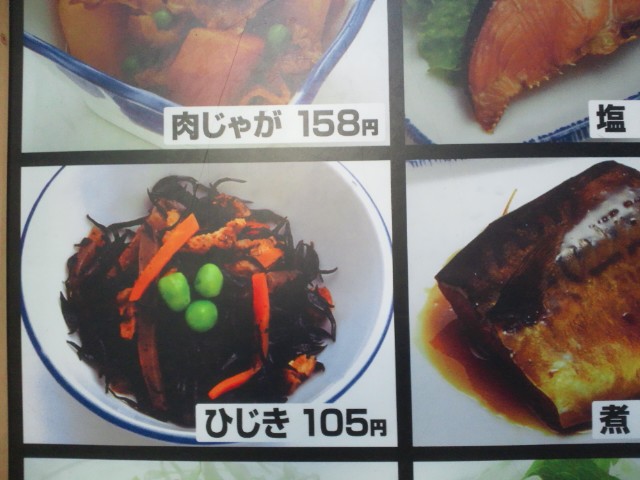 肉じゃが 158円
塩
ひじき 105円
煮